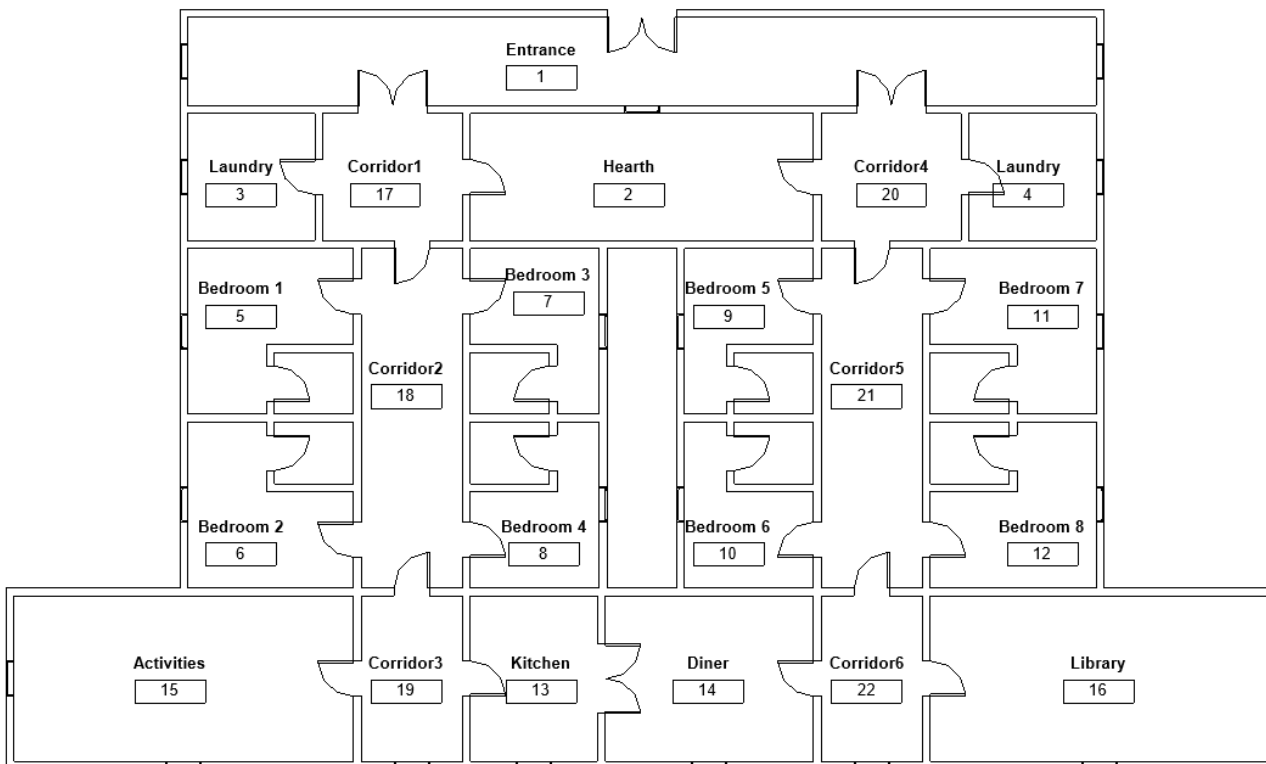 Entrance
1
Laundry
3
Corridor1
17
Hearth
2
Corridor4
20
Laundry
4
Bedroom 1
5
Bedroom 3
7
Bedroom 5
9
Bedroom 7
11
Corridor2
18
Corridor5
21
Bedroom 2
6
Bedroom 4
8
Bedroom 6
10
Bedroom 8
12
Activities
15
Corridor3
19
Kitchen
13
Diner
14
Corridor6
22
Library
16